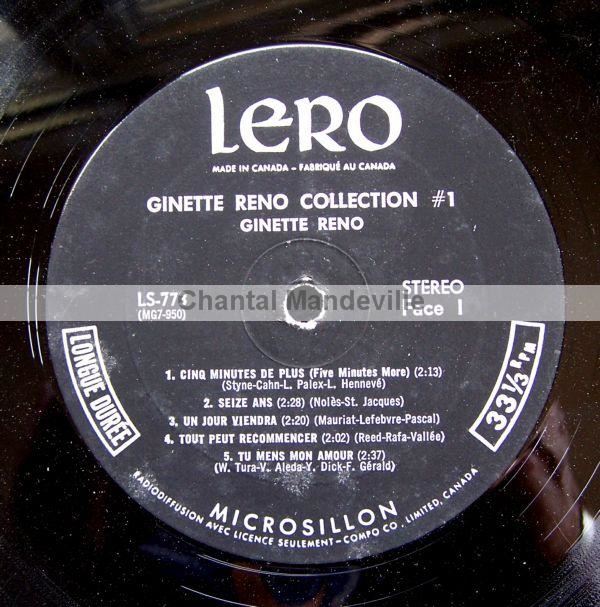 LERO
MADE IN CANADA – FABRIQUÉ AU CANADA
GINETTE RENO COLLECTION #1
GINETTE RENO
STEREO
Chantal Mandeville
Face 1
(MG7-950)
LONGUE DURÉE
33 1/3 RPM
1. CINQ MINUTES DE PLUS (Five Minutes More) (2:13)
(Styne-Cahn-L. Palex-L. Hennevé)
2. SEIZE ANS (2:28) (Nolès-St. Jacques)
3. UN JOUR VIENDRA (2:20) (Mauriat-Lefebvre-Pascal)
4. TOUT PEUT RECOMMENCER (2:02) (Reed-Rafa-Vallée)
5. TU MENS MON AMOUR (2:37)
(W. Tura-V. Aleda-Y. Dick-F. Gérald)
MICROSILLON
RADIODIFFUSION AVEC LICENCE SEULEMENT—COMPO CO. LIMITED, CANADA